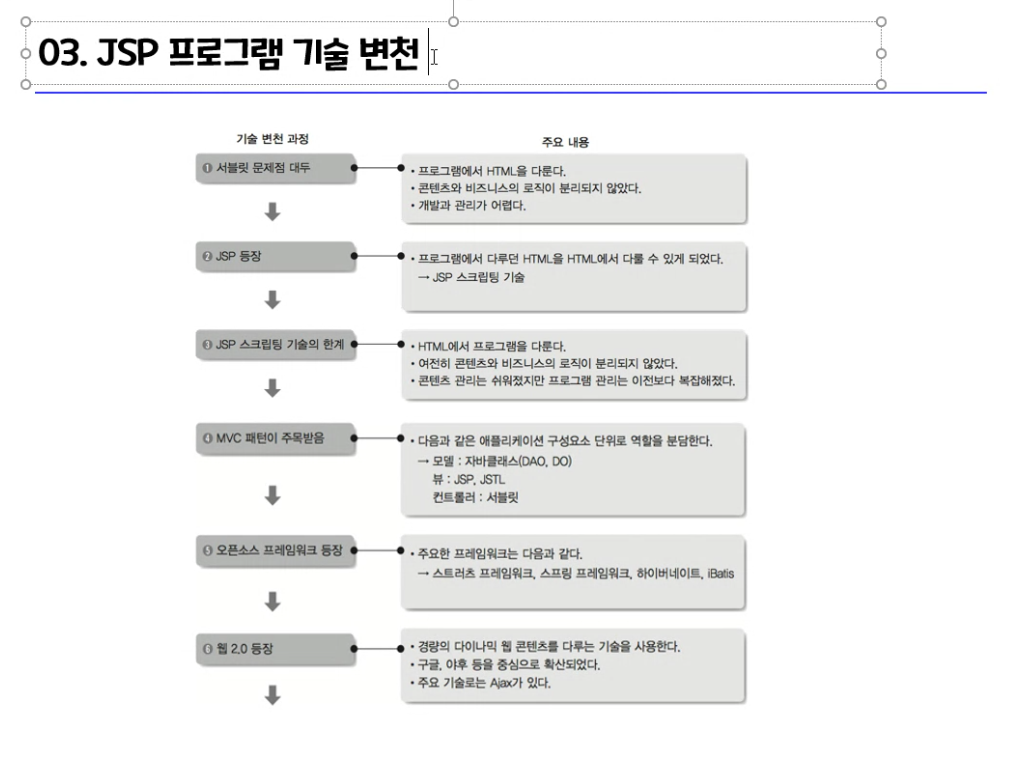 03. JSP 프로그램 기술 변천
기술 변천 과정
주요 내용
❶ 서블릿 문제점 대두
• 프로그램에서 HTML을 다룬다.
• 콘텐츠와 비즈니스의 로직이 분리되지 않았다.
• 개발과 관리가 어렵다.
❷ JSP 등장
• 프로그램에서 다루던 HTML을 HTML에서 다룰 수 있게 되었다.
→ JSP 스크립팅 기술
❸ JSP 스크립팅 기술의 한계
• HTML에서 프로그램을 다룬다.
• 여전히 콘텐츠와 비즈니스의 로직이 분리되지 않았다.
• 콘텐츠 관리는 쉬워졌지만 프로그램 관리는 이전보다 복잡해졌다.
❹ MVC 패턴이 주목받음
• 다음과 같은 애플리케이션 구성요소 단위로 역할을 분담한다.
→ 모델 : 자바클래스(DAO, DO)
뷰 : JSP, JSTL
컨트롤러 : 서블릿
❺ 오픈소스 프레임워크 등장
• 주요한 프레임워크는 다음과 같다.
→ 스트러츠 프레임워크, 스프링 프레임워크, 하이버네이트, iBatis
❻ 웹 2.0 등장
• 경량의 다이나믹 웹 콘텐츠를 다루는 기술을 사용한다.
• 구글, 야후 등을 중심으로 확산되었다.
• 주요 기술로는 Ajax가 있다.